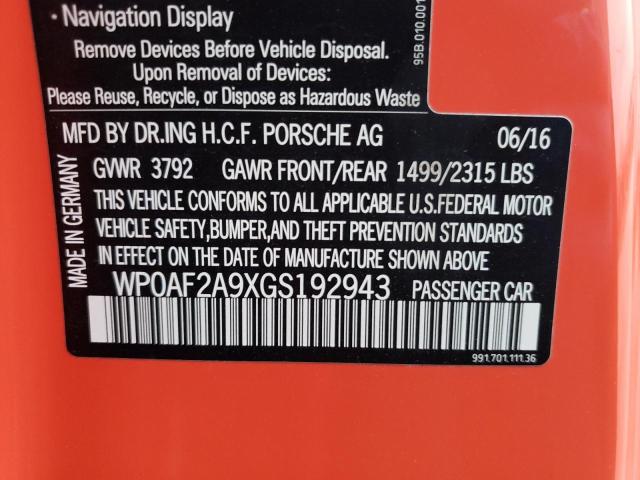 · Navigation Display
Remove Devices Before Vehicle Disposal.
Upon Removal of Devices:
Please Reuse, Recycle, or Dispose as Hazardous Waste
95B.010.001
MFD BY DR.ING H.C.F. PORSCHE AG 06/16
GVWR 3792 GAWR FRONT/REAR 1499/2315 LBS
THIS VEHICLE CONFORMS TO ALL APPLICABLE U.S.FEDERAL MOTOR
VEHICLE SAFETY,BUMPER,AND THEFT PREVENTION STANDARDS
IN EFFECT ON THE DATE OF MANUFACTURE SHOWN ABOVE.
WP0AF2A9XGS192943 PASSENGER CAR
MADE IN GERMANY
991.701.111.36